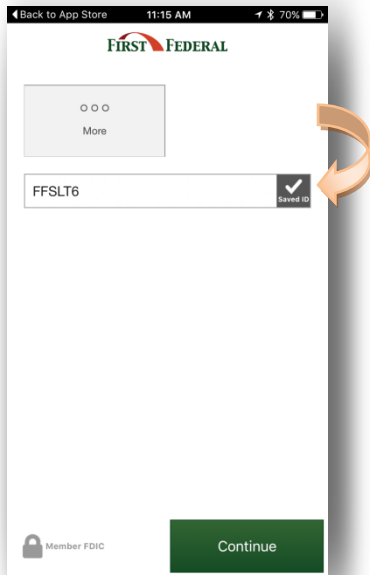 Back to App Store 11:15 AM 70%
FIRST FEDERAL
More
FFSLT6
Saved ID
Member FDIC
Continue